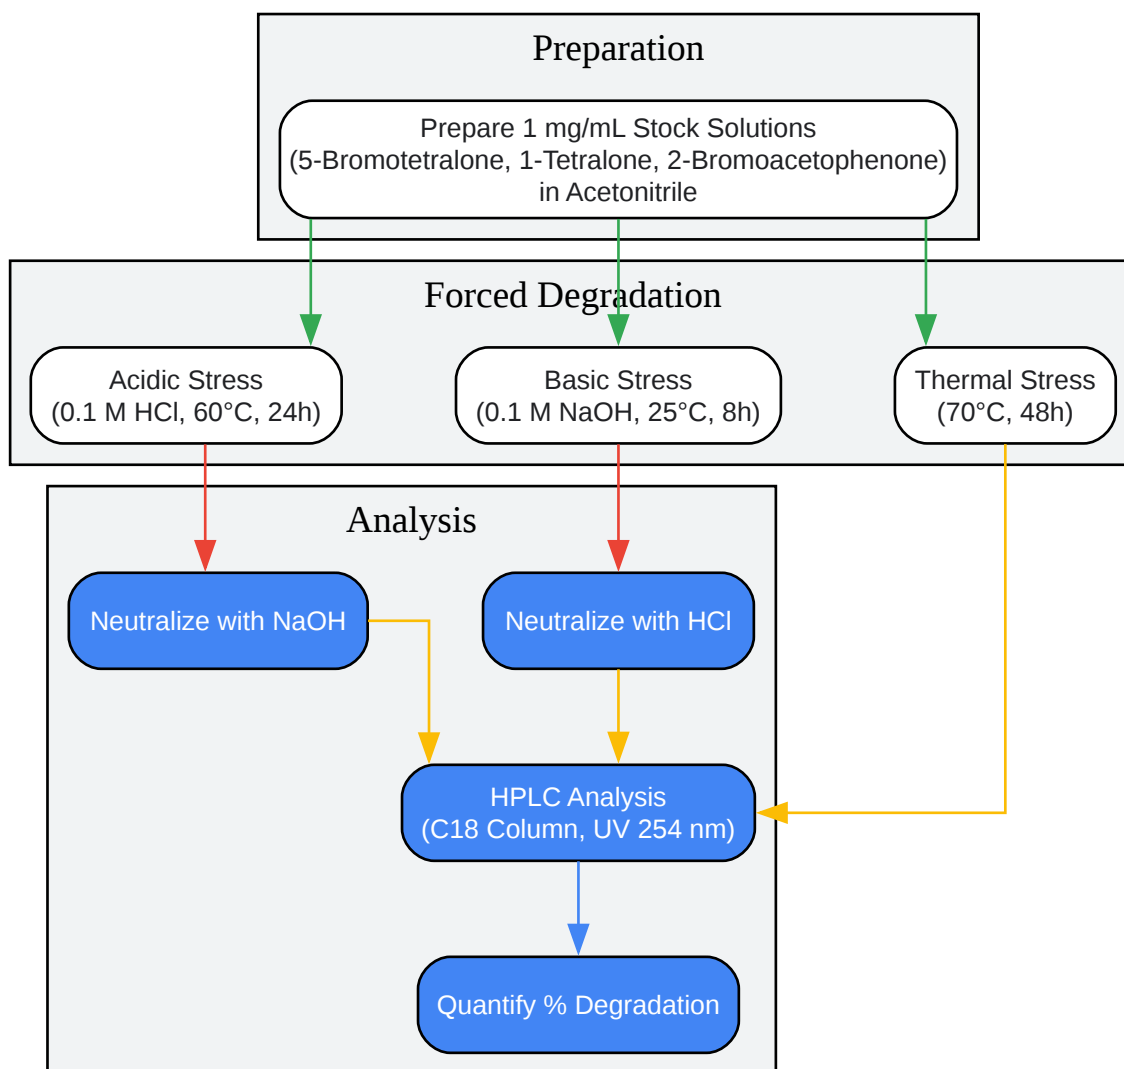 Preparation
Prepare 1 mg/mL Stock Solutions
(5-Bromotetralone, 1-Tetralone, 2-Bromoacetophenone)
in Acetonitrile
Forced Degradation
Acidic Stress
(0.1 M HCl, 60°C, 24h)
Basic Stress
(0.1 M NaOH, 25°C, 8h)
Thermal Stress
(70°C, 48h)
Analysis
Neutralize with NaOH
Neutralize with HCl
HPLC Analysis
(C18 Column, UV 254 nm)
Quantify % Degradation